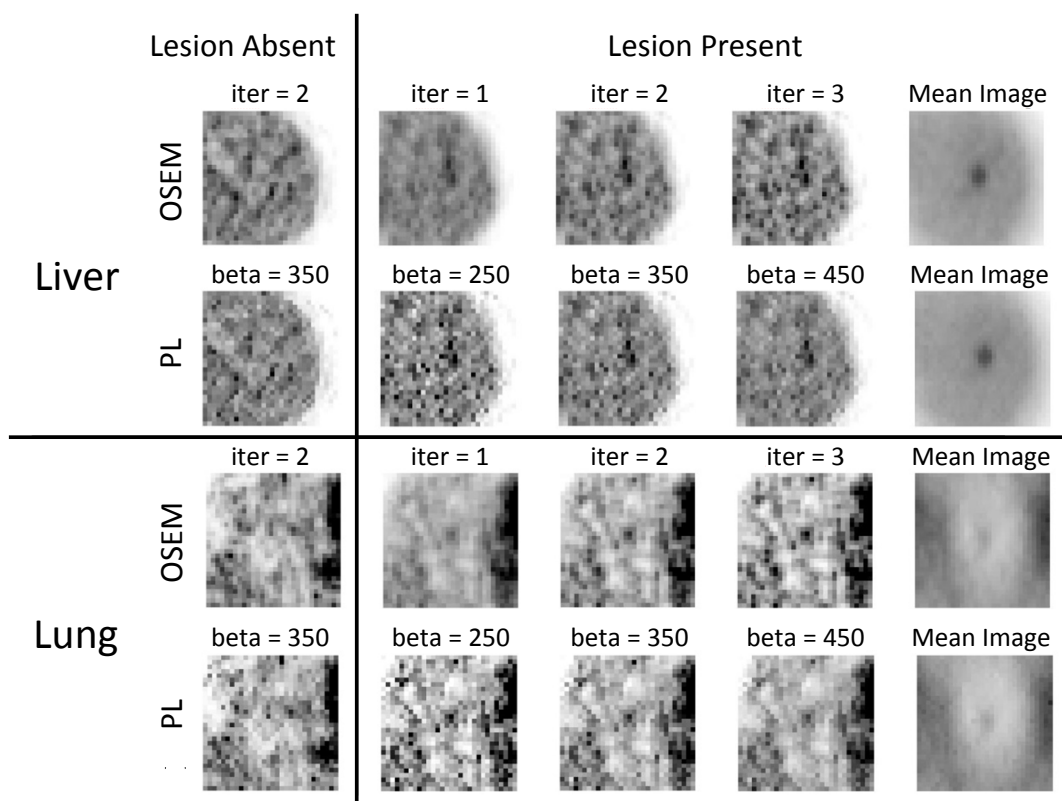 Lesion Absent
Lesion Present
iter = 2
iter = 1
iter = 2
iter = 3
Mean Image
OSEM
Liver
beta = 350
beta = 250
beta = 350
beta = 450
Mean Image
PL
iter = 2
iter = 1
iter = 2
iter = 3
Mean Image
OSEM
Lung
beta = 350
beta = 250
beta = 350
beta = 450
Mean Image
PL